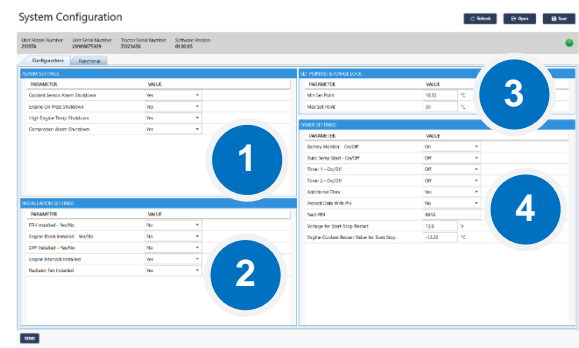 System Configuration
Refresh
Open
Save
Unit Model Number Unit Serial Number Tractor Serial Number Software Version
Configurations Functional
ALARM SETTINGS
PARAMETER VALUE
Coolant Sensor Alarm Shutdown Yes
Engine Oil Press Shutdown Yes
High Engine Temp Shutdown Yes
Compressor Alarm Shutdown Yes
1
INSTALLATION SETTINGS
PARAMETER VALUE
Installed - Yes/No No
Engine Block Installed - Yes/No No
Installed - Yes/No No
Engine Interlock Installed Yes
Radiator Fan Installed Yes
2
SET POINTS & RANGE LOCK
PARAMETER VALUE
Min Set Point °C
Max Set Point 30 °C
3
OTHER SETTINGS
PARAMETER VALUE
Battery Monitor - On/Off On
Auto Temp Start - On/Off Off
Timer 1 - On/Off Off
Timer 2 - On/Off Off
Additional Data Yes
Protect Data With Pin No
PIN
Voltage for Start-Stop Restart 12.6 V
Engine Coolant Restart Value for Start Stop °C
4
SEND